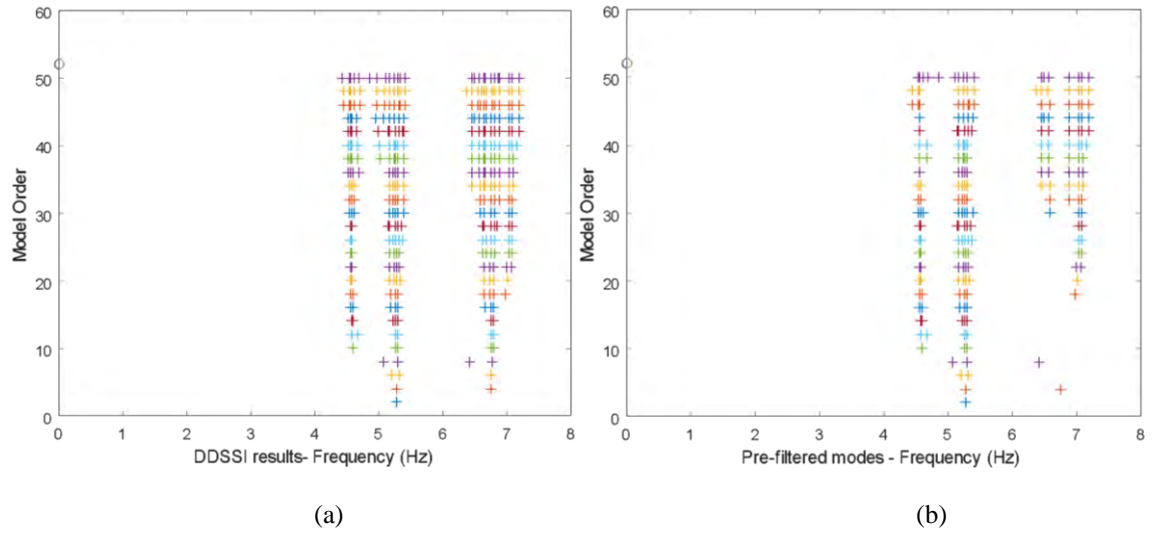 60
50
40
30
20
10
0
Model Order
0 1 2 3 4 5 6 7 8
DDSSI results- Frequency (Hz)
(a)
60
50
40
30
20
10
0
Model Order
0 1 2 3 4 5 6 7 8
Pre-filtered modes - Frequency (Hz)
(b)